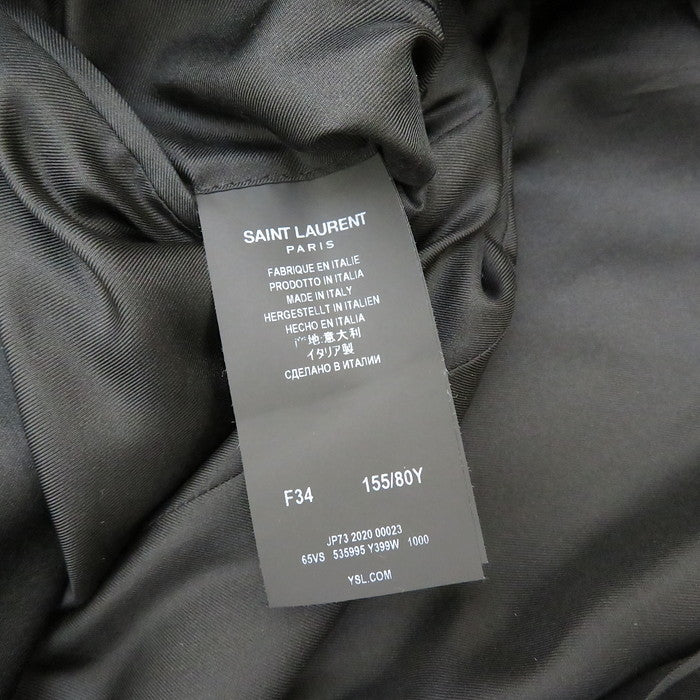 SAINT LAURENT
PARIS
FABRIQUE EN ITALIE
PRODOTTO IN ITALIA
MADE IN ITALY
HERGESTELLT IN ITALIEN
HECHO EN ITALIA
地:意大利
イタリア製
СДЕЛАНО В ИТАЛИИ
F34 155/80Y
JP73 2020 00023
65VS 535995 Y399W 1000
YSL.COM